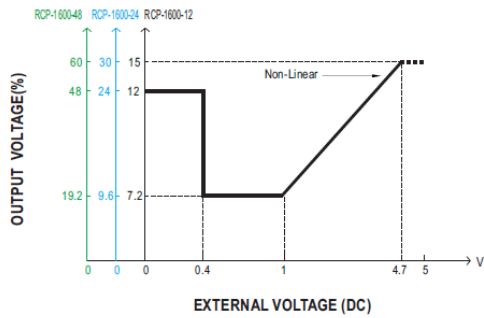 RCP-1600-48 RCP-1600-24 RCP-1600-12
60 30 15
Non-Linear
48 24 12
OUTPUT VOLTAGE(%)
19.2 9.6 7.2
0 0 0 0.4 1 4.7 5 V
EXTERNAL VOLTAGE (DC)